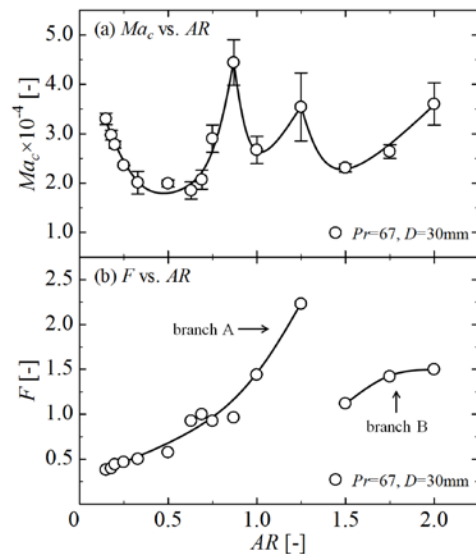 (a) Ma_c vs. AR
5.0
4.0
3.0
2.0
1.0
Ma_c×10^-4 [-]
Pr=67, D=30mm
(b) F vs. AR
2.5
2.0
1.5
1.0
0.5
F [-]
branch A
branch B
Pr=67, D=30mm
0 0.5 1.0 1.5 2.0
AR [-]